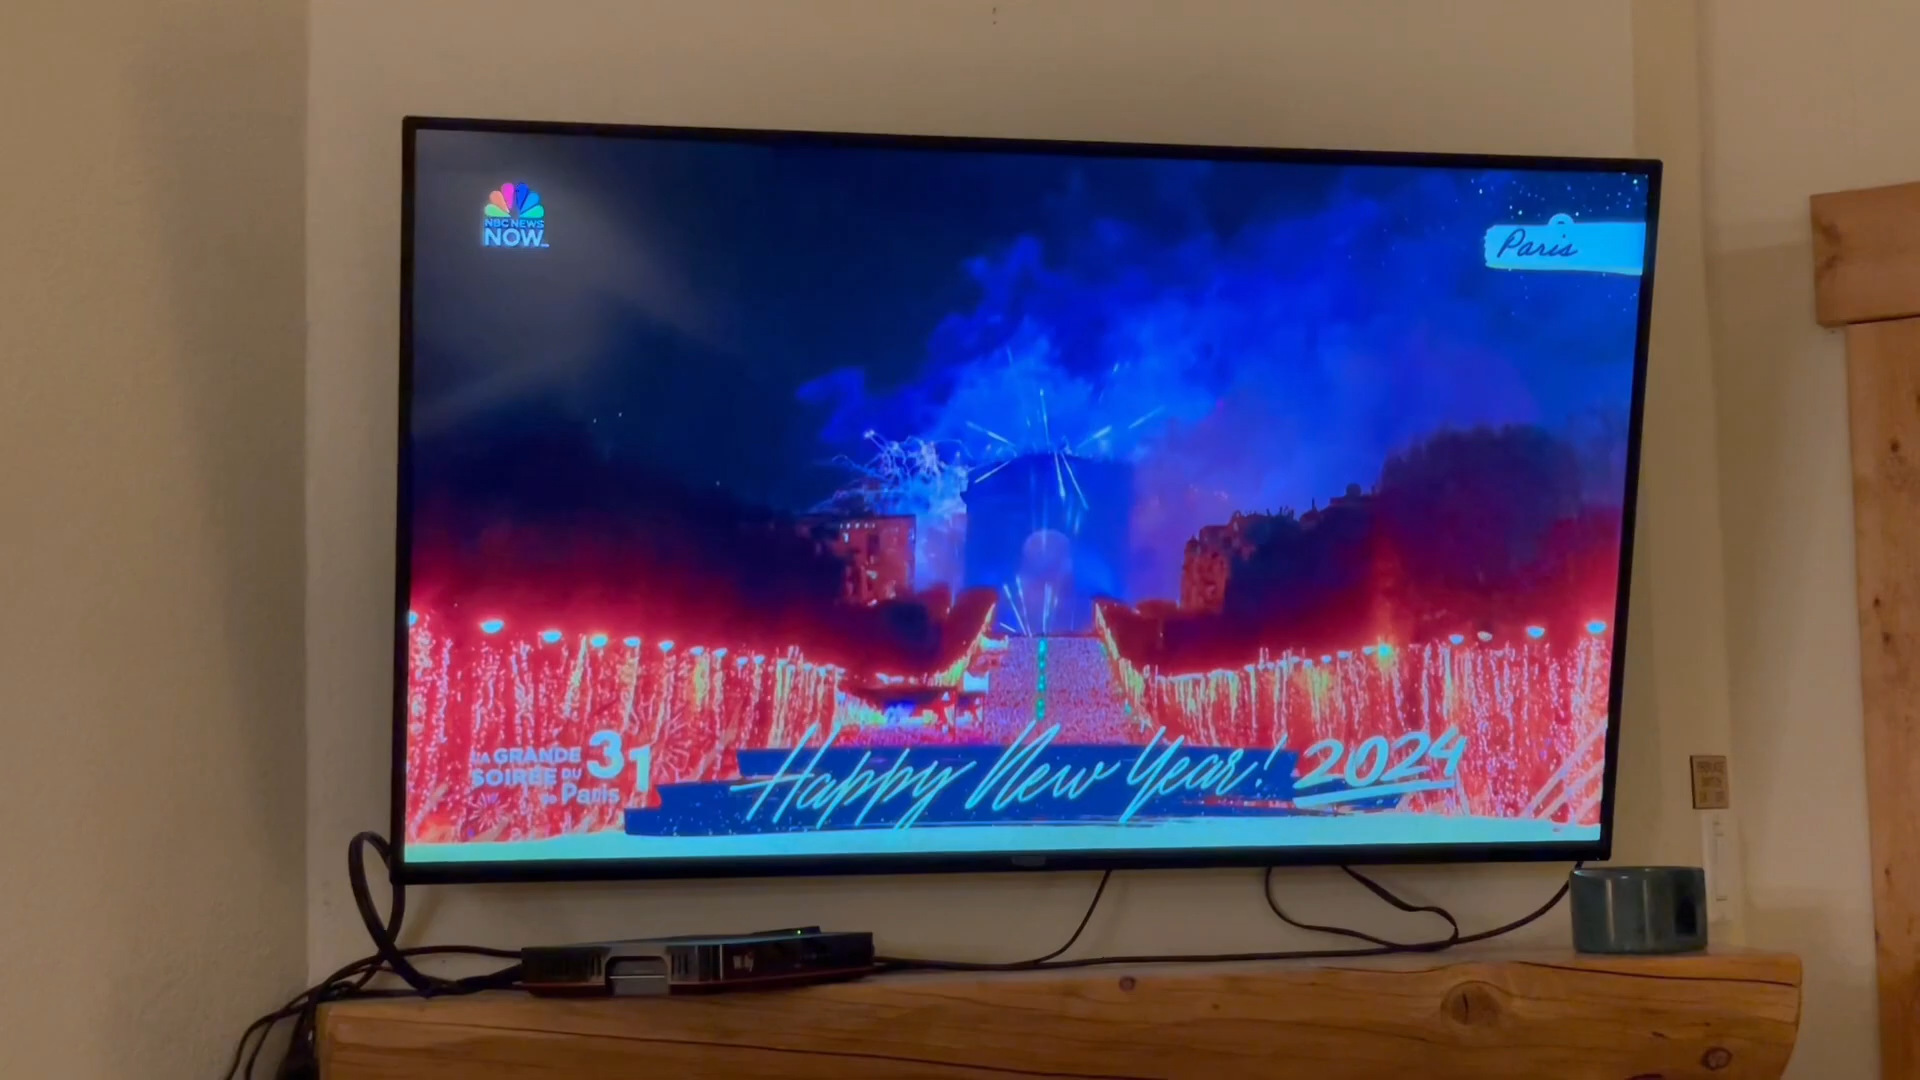 NBC NEWS
NOW
Paris
LA GRANDE
SOIRÉE DU
31
Paris
Happy New Year! 2024